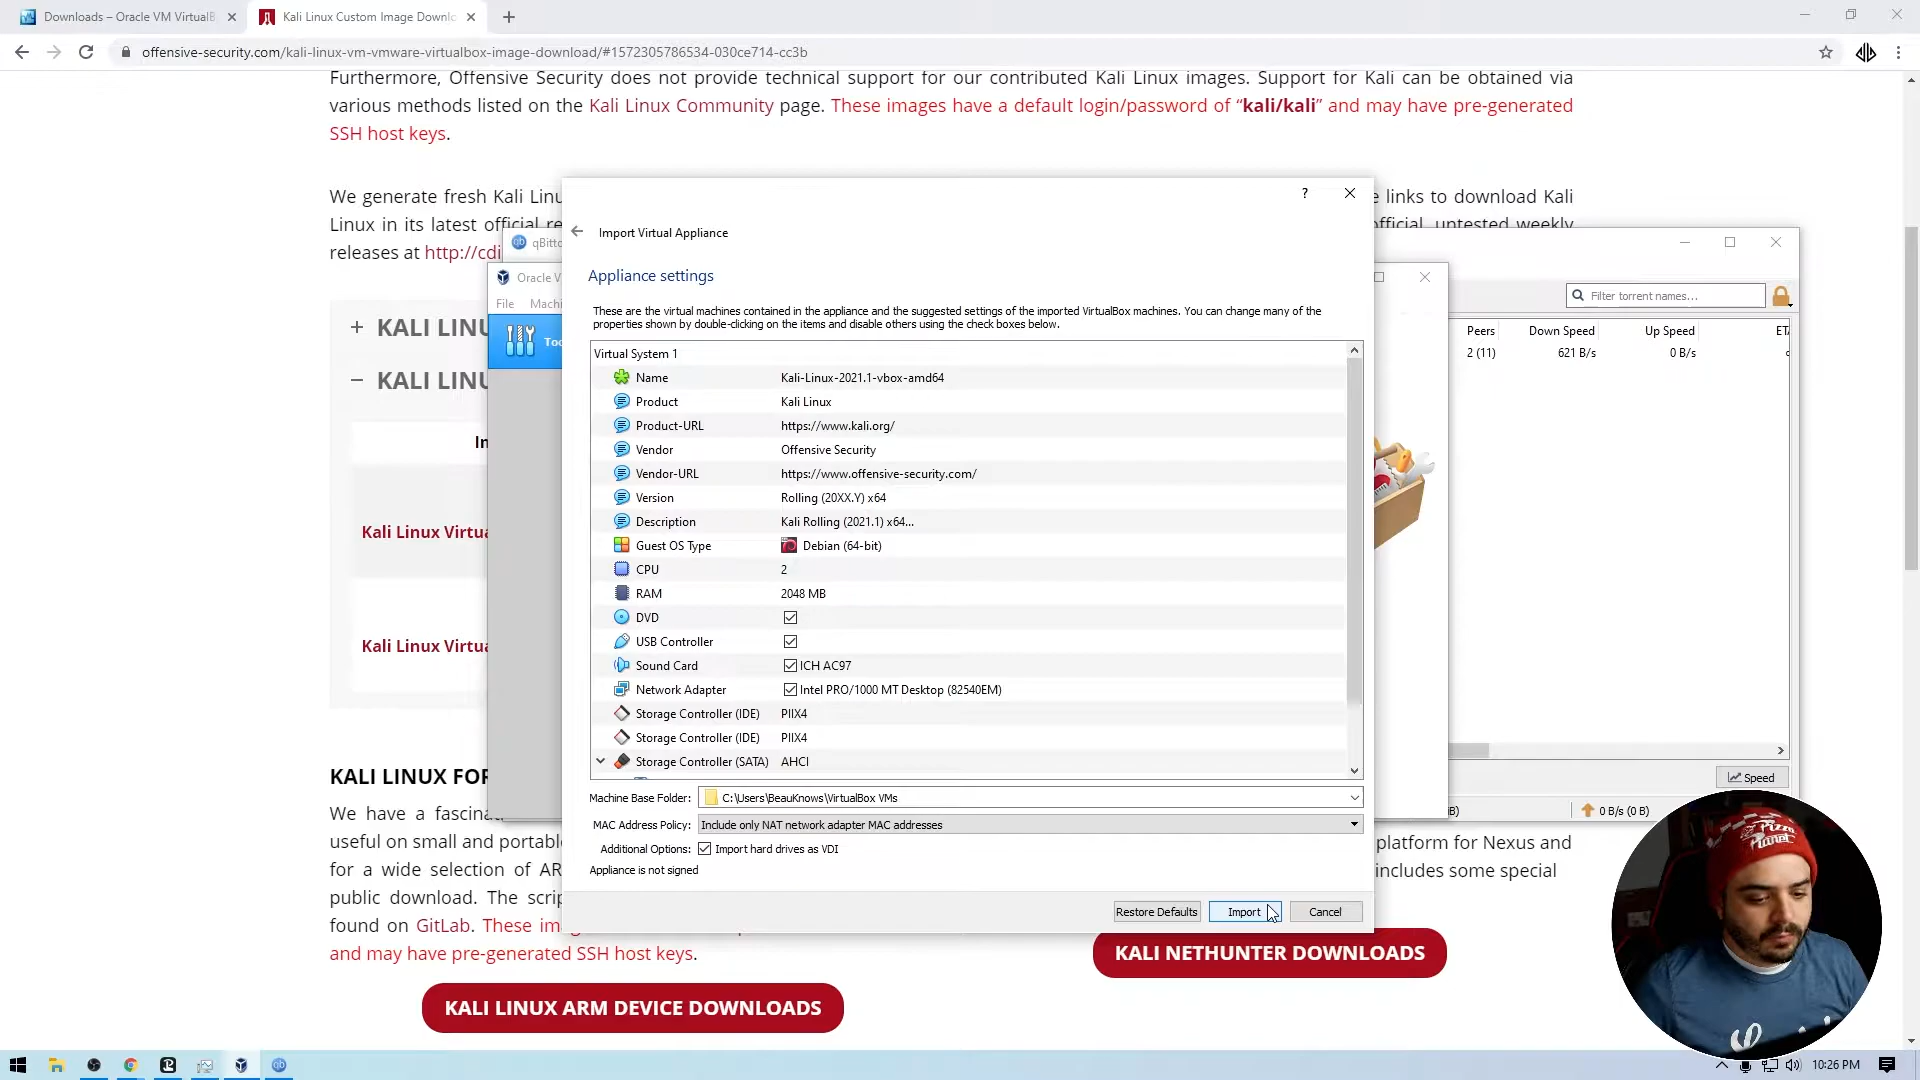 Downloads – Oracle VM VirtualB
Kali Linux Custom Image Downlo
offensive-security.com/kali-linux-vm-vmware-virtualbox-image-download/#1572305786534-030ce714-cc3b
Furthermore, Offensive Security does not provide technical support for our contributed Kali Linux images. Support for Kali can be obtained via
various methods listed on the Kali Linux Community page. These images have a default login/password of “kali/kali” and may have pre-generated
SSH host keys.
We generate fresh Kali Linu
e links to download Kali
Linux in its latest official re
official, untested weekly
releases at http://cdi
qBitto
Oracle V
File Machi
Too
+ KALI LINU
− KALI LINU
Kali Linux Virtua
Kali Linux Virtua
?
Import Virtual Appliance
Appliance settings
These are the virtual machines contained in the appliance and the suggested settings of the imported VirtualBox machines. You can change many of the
properties shown by double-clicking on the items and disable others using the check boxes below.
Virtual System 1
Name Kali-Linux-2021.1-vbox-amd64
Product Kali Linux
Product-URL https://www.kali.org/
Vendor Offensive Security
Vendor-URL https://www.offensive-security.com/
Version Rolling (20XX.Y) x64
Description Kali Rolling (2021.1) x64...
Guest OS Type Debian (64-bit)
CPU 2
RAM 2048 MB
DVD
USB Controller
Sound Card ICH AC97
Network Adapter Intel PRO/1000 MT Desktop (82540EM)
Storage Controller (IDE) PIIX4
Storage Controller (IDE) PIIX4
Storage Controller (SATA) AHCI
Machine Base Folder: C:\Users\BeauKnows\VirtualBox VMs
MAC Address Policy: Include only NAT network adapter MAC addresses
Additional Options: Import hard drives as VDI
Appliance is not signed
Restore Defaults Import Cancel
Filter torrent names...
Peers Down Speed Up Speed ET
2 (11) 621 B/s 0 B/s
Speed
B) 0 B/s (0 B)
KALI LINUX FOR
We have a fascinat
useful on small and portable
for a wide selection of AR
public download. The scrip
found on GitLab. These im
and may have pre-generated SSH host keys.
platform for Nexus and
includes some special
KALI NETHUNTER DOWNLOADS
KALI LINUX ARM DEVICE DOWNLOADS
Pizza
Planet
10:26 PM